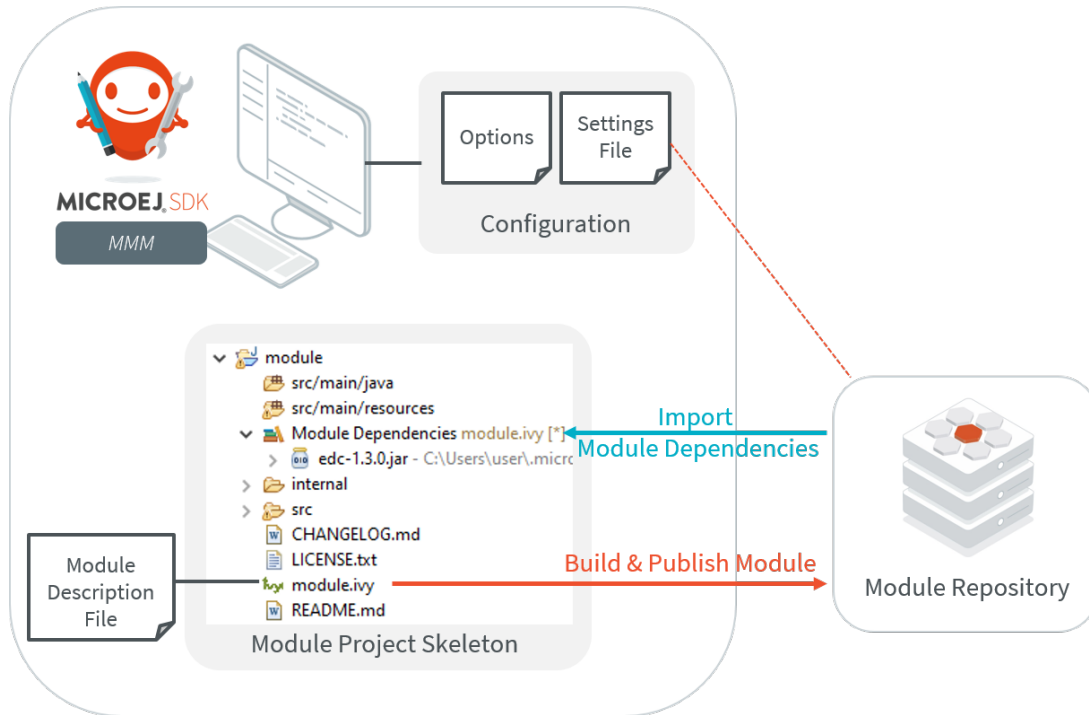 MICROEJ® SDK
MMM
Options
Settings
File
Configuration
module
src/main/java
src/main/resources
Module Dependencies module.ivy [*]
edc-1.3.0.jar - C:\Users\user\.micro
internal
src
CHANGELOG.md
LICENSE.txt
module.ivy
README.md
Module Project Skeleton
Module
Description
File
Import
Module Dependencies
Build & Publish Module
Module Repository